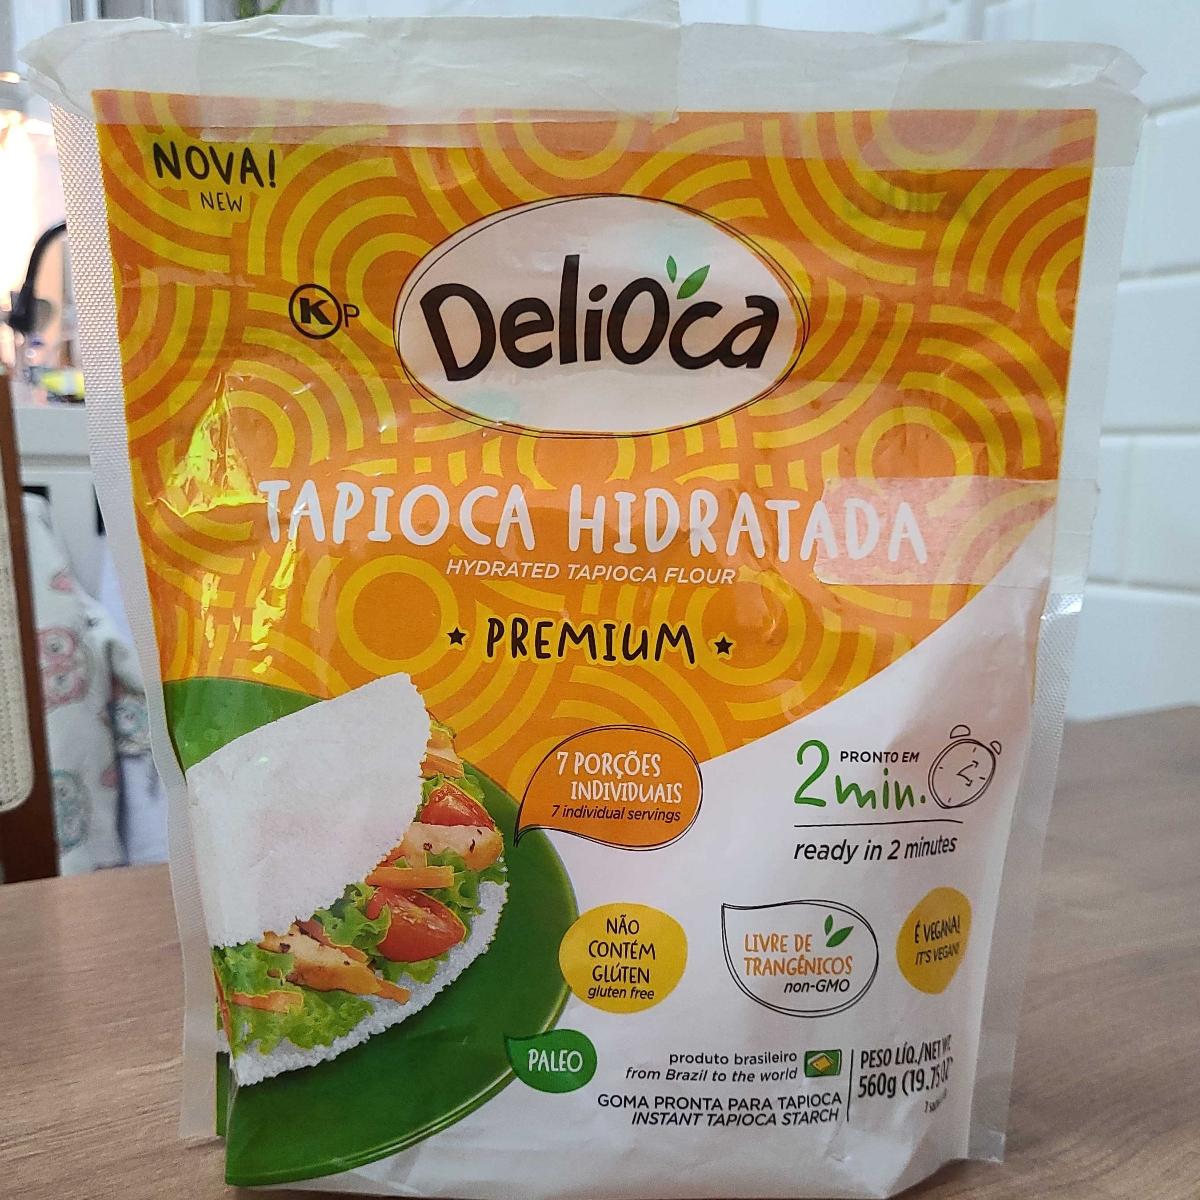 NOVA!
NEW
K P
DeliOca
TAPIOCA HIDRATADA
HYDRATED TAPIOCA FLOUR
★ PREMIUM ★
7 PORÇÕES
INDIVIDUAIS
7 individual servings
PRONTO EM
2 min.
ready in 2 minutes
NÃO
CONTÉM
GLÚTEN
gluten free
LIVRE DE
TRANGÊNICOS
non-GMO
É VEGANA!
IT'S VEGAN!
PALEO
produto brasileiro
from Brazil to the world
GOMA PRONTA PARA TAPIOCA
INSTANT TAPIOCA STARCH
PESO LÍQ./NET
560g (19.75